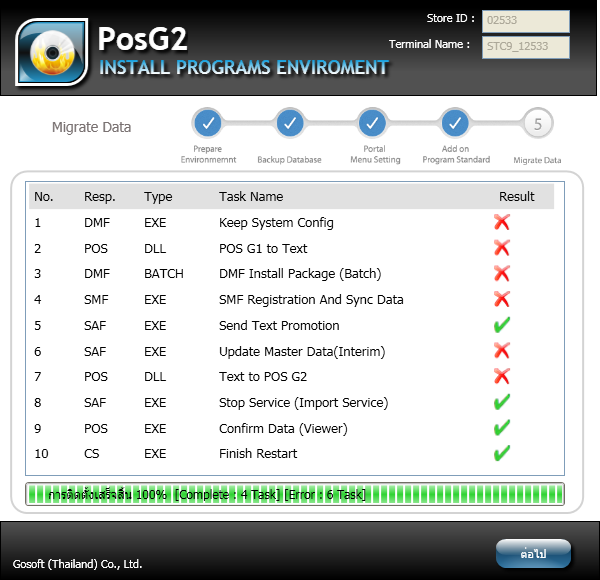 PosG2
INSTALL PROGRAMS ENVIROMENT
Store ID : 02533
Terminal Name : STC9_12533
Migrate Data
5
Prepare
Environmemnt
Backup Database
Portal
Menu Setting
Add on
Program Standard
Migrate Data
No. Resp. Type Task Name Result
1 DMF EXE Keep System Config
2 POS DLL POS G1 to Text
3 DMF BATCH DMF Install Package (Batch)
4 SMF EXE SMF Registration And Sync Data
5 SAF EXE Send Text Promotion
6 SAF EXE Update Master Data(Interim)
7 POS DLL Text to POS G2
8 SAF EXE Stop Service (Import Service)
9 POS EXE Confirm Data (Viewer)
10 CS EXE Finish Restart
การติดตั้งเสร็จสิ้น 100% [Complete : 4 Task] [Error : 6 Task]
Gosoft (Thailand) Co., Ltd.
ต่อไป